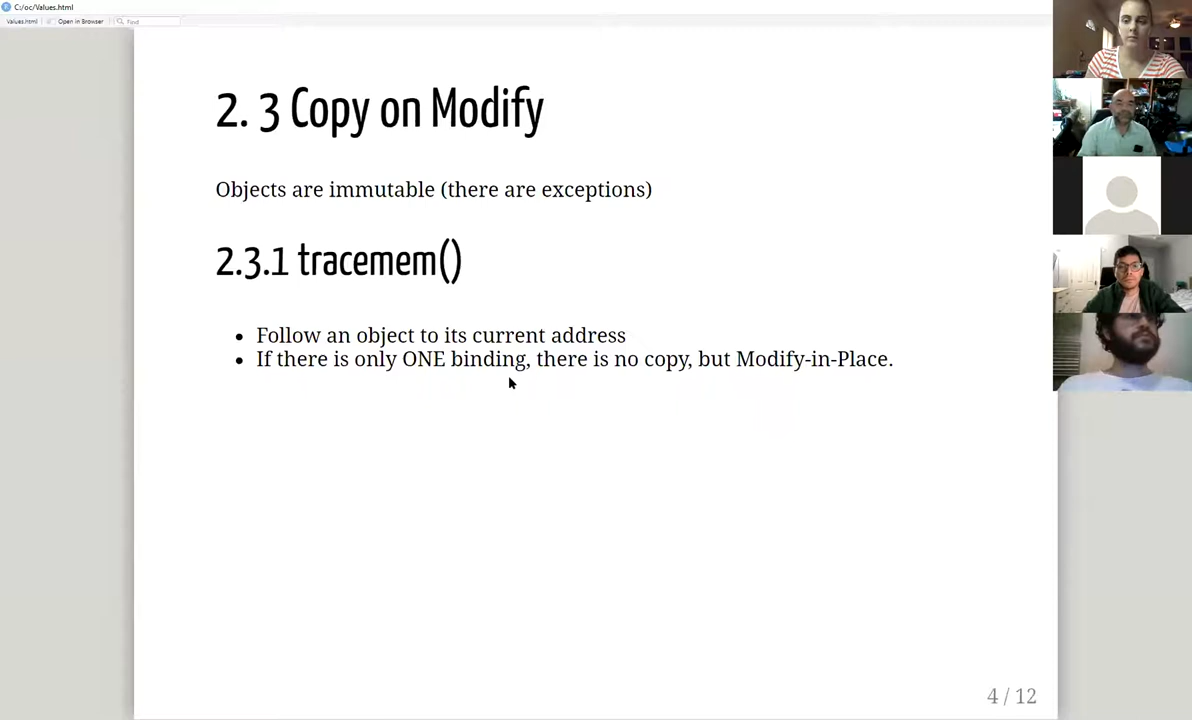 C:/oc/Values.html
Values.html
Open in Browser
Find
2. 3 Copy on Modify
Objects are immutable (there are exceptions)
2.3.1 tracemem()
• Follow an object to its current address
• If there is only ONE binding, there is no copy, but Modify-in-Place.
4 / 12